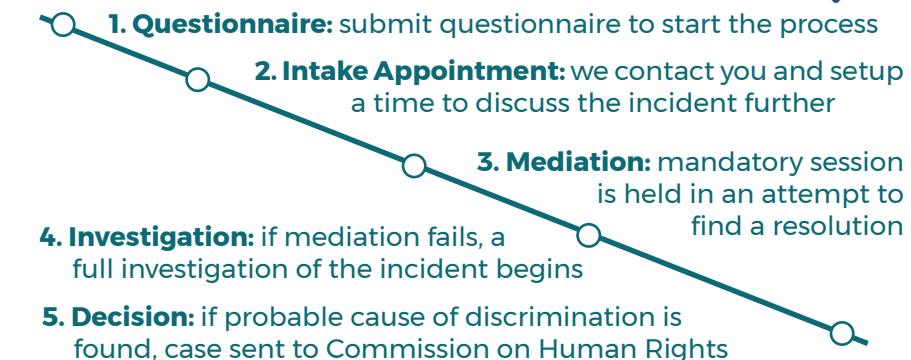 1. Questionnaire: submit questionnaire to start the process
2. Intake Appointment: we contact you and setup
a time to discuss the incident further
3. Mediation: mandatory session
is held in an attempt to
find a resolution
4. Investigation: if mediation fails, a
full investigation of the incident begins
5. Decision: if probable cause of discrimination is
found, case sent to Commission on Human Rights